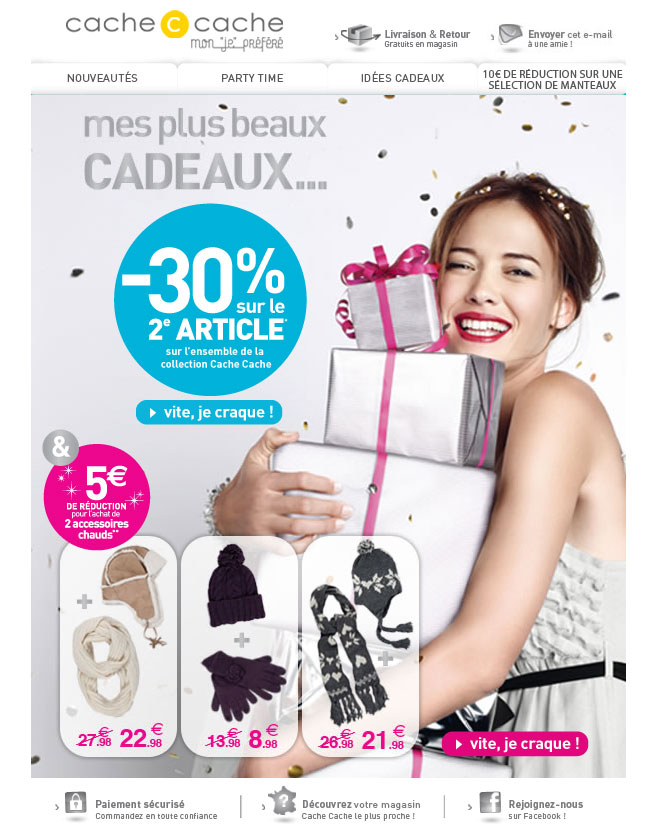 cache c cache
mon "je" préféré
Livraison & Retour
Gratuits en magasin
Envoyer cet e-mail
à une amie !
NOUVEAUTÉS
PARTY TIME
IDÉES CADEAUX
10€ DE RÉDUCTION SUR UNE
SÉLECTION DE MANTEAUX
mes plus beaux
CADEAUX...
-30%
sur le
2e ARTICLE*
sur l'ensemble de la
collection Cache Cache
vite, je craque !
&
5€
DE RÉDUCTION
pour l'achat de
2 accessoires
chauds**
+
+
+
27.€98 22.€98
13.€98 8.€98
26.€98 21.€98
vite, je craque !
Paiement sécurisé
Commandez en toute confiance
?
Découvrez votre magasin
Cache Cache le plus proche !
f
Rejoignez-nous
sur Facebook !